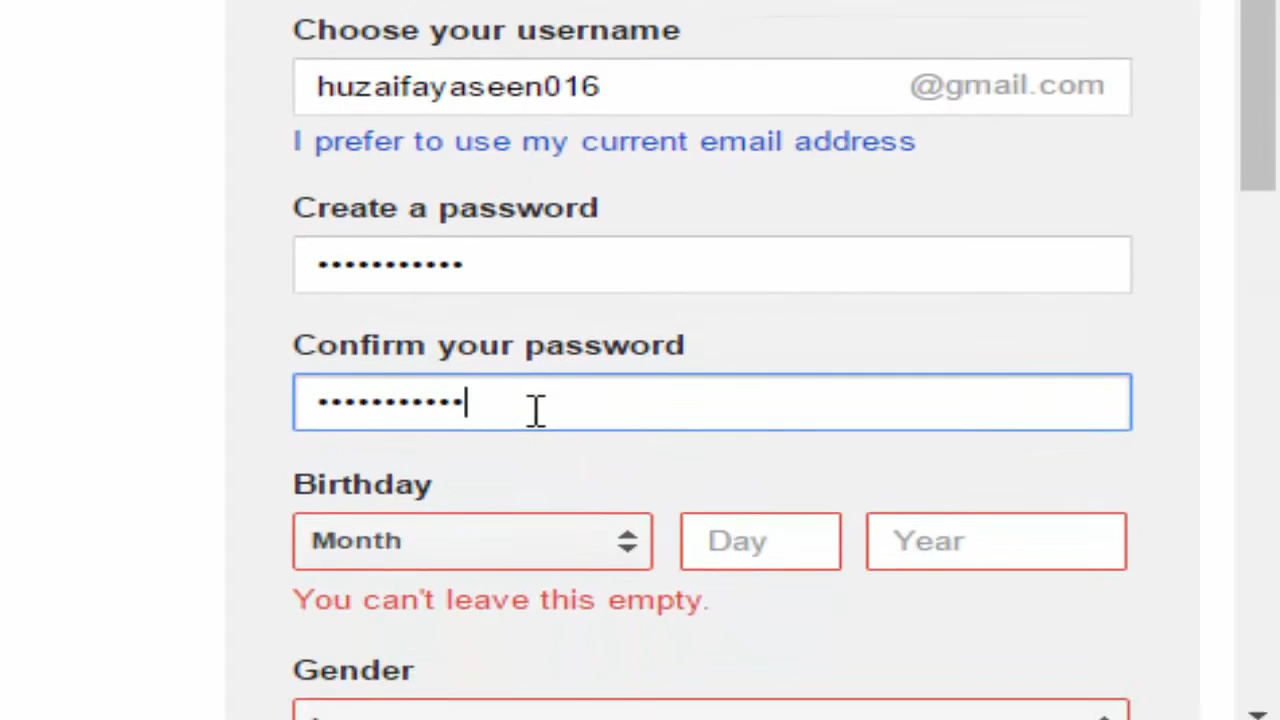 Choose your username
huzaifayaseen016 @gmail.com
I prefer to use my current email address
Create a password
•••••••••••
Confirm your password
•••••••••••
Birthday
Month Day Year
You can't leave this empty.
Gender